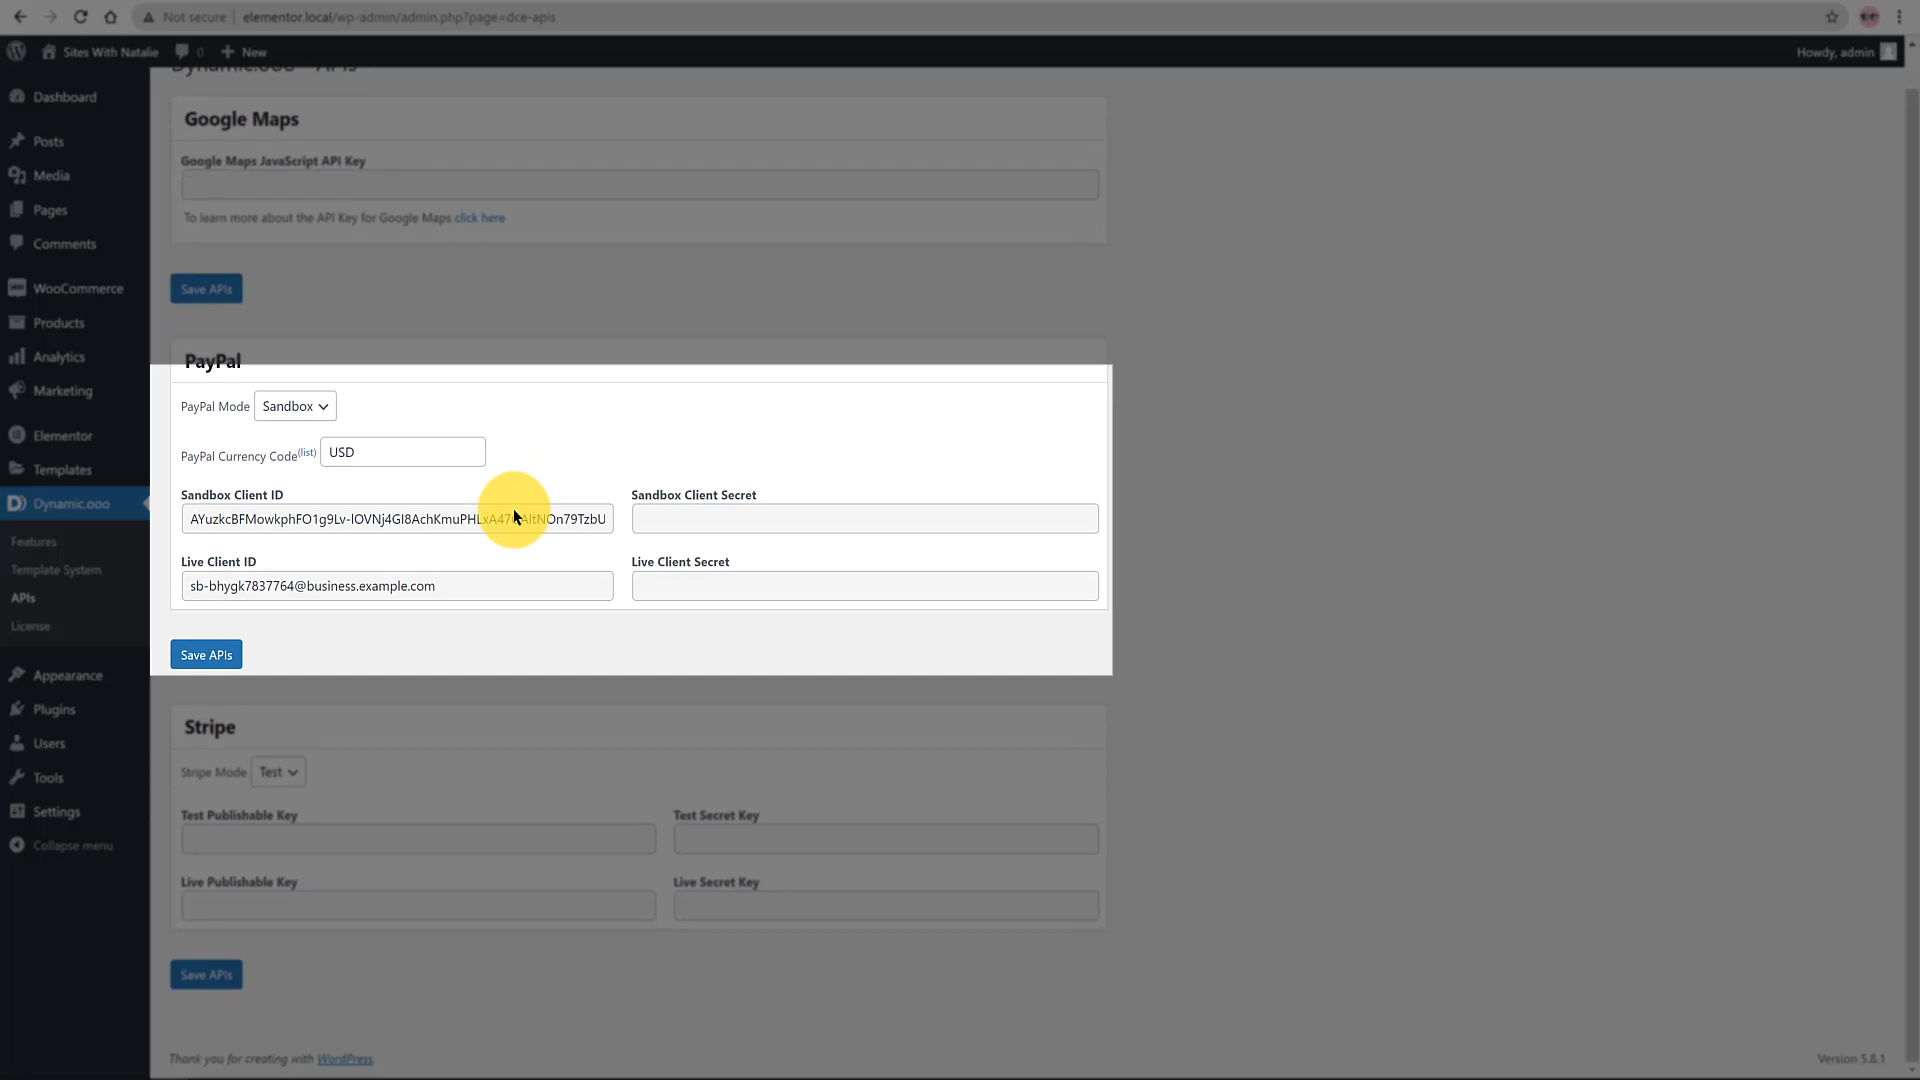 Not secure
elementor.local/wp-admin/admin.php?page=dce-apis
Sites With Natalie
0
New
Howdy, admin
Dynamic.ooo - APIs
Dashboard
Posts
Media
Pages
Comments
WooCommerce
Products
Analytics
Marketing
Elementor
Templates
Dynamic.ooo
Features
Template System
APIs
License
Appearance
Plugins
Users
Tools
Settings
Collapse menu
Google Maps
Google Maps JavaScript API Key
To learn more about the API Key for Google Maps click here
Save APIs
PayPal
PayPal Mode Sandbox
PayPal Currency Code(list) USD
Sandbox Client ID
Sandbox Client Secret
Live Client ID
Live Client Secret
sb-bhygk7837764@business.example.com
Save APIs
Stripe
Stripe Mode Test
Test Publishable Key
Test Secret Key
Live Publishable Key
Live Secret Key
Save APIs
Thank you for creating with WordPress.
Version 5.8.1